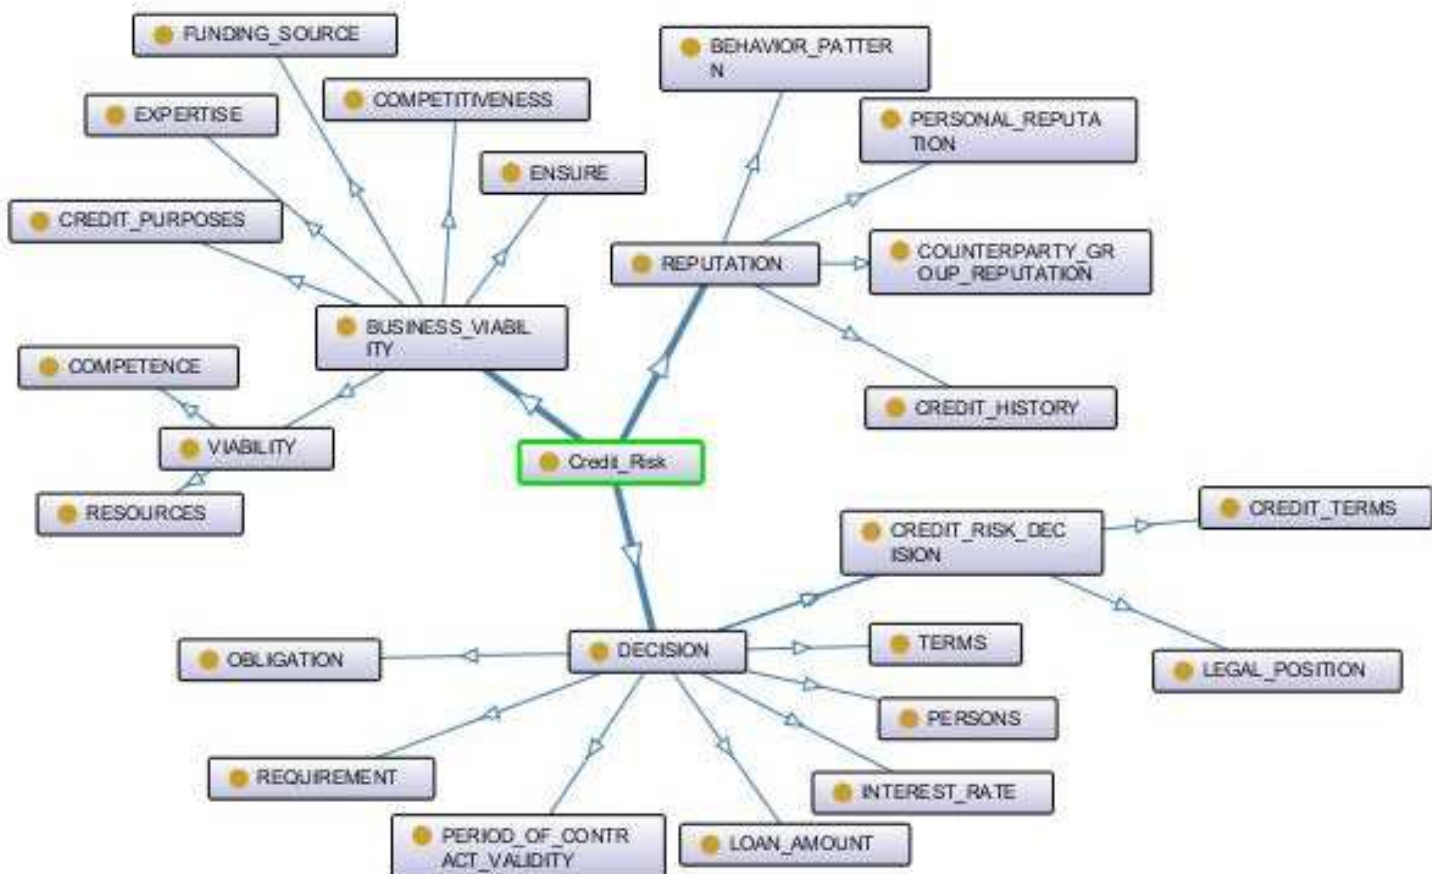 FUNDING_SOURCE
BEHAVIOR_PATTER
N
COMPETITIVENESS
EXPERTISE
PERSONAL_REPUTA
TION
ENSURE
CREDIT_PURPOSES
REPUTATION
COUNTERPARTY_GR
OUP_REPUTATION
BUSINESS_VIABIL
ITY
COMPETENCE
CREDIT_HISTORY
VIABILITY
Credit_Risk
RESOURCES
CREDIT_TERMS
CREDIT_RISK_DEC
ISION
OBLIGATION
DECISION
TERMS
LEGAL_POSITION
PERSONS
REQUIREMENT
INTEREST_RATE
PERIOD_OF_CONTR
ACT_VALIDITY
LOAN_AMOUNT